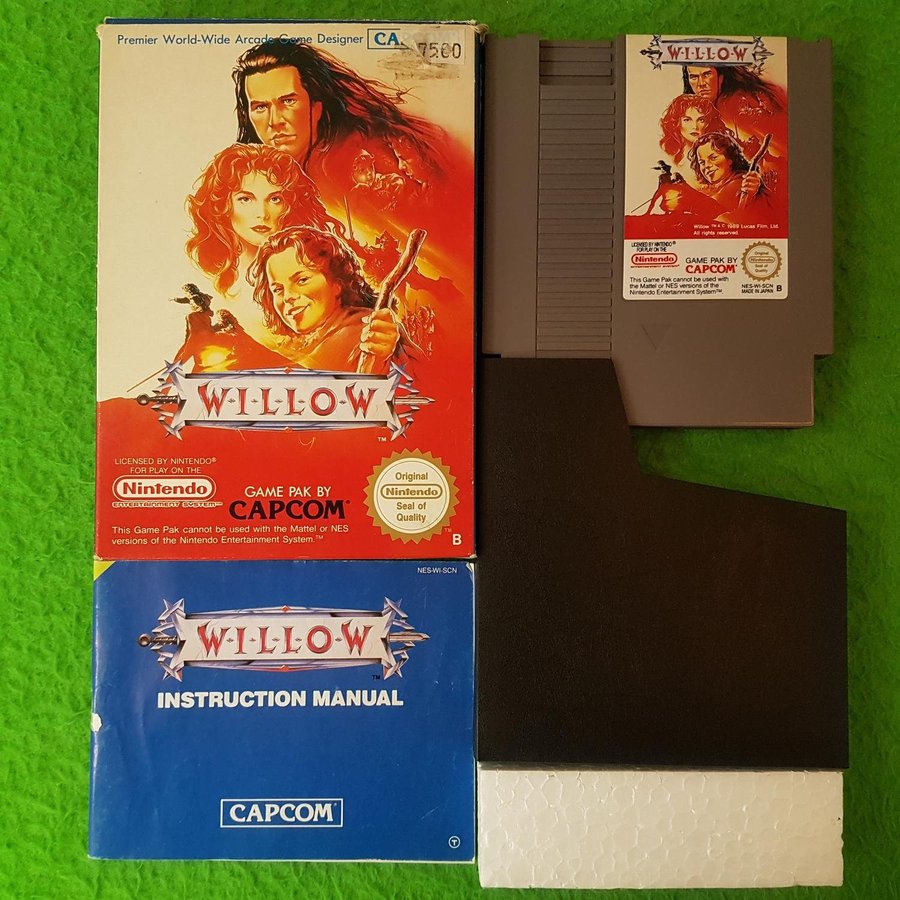 Premier World-Wide Arcade Game Designer CA
7500
WILLOW
TM
LICENSED BY NINTENDO®
FOR PLAY ON THE
Nintendo
ENTERTAINMENT SYSTEM™
GAME PAK BY
CAPCOM®
This Game Pak cannot be used with the Mattel or NES
versions of the Nintendo Entertainment System.™
Original
Nintendo
Seal of
Quality
TM
B
WILLOW
Willow ™ & © 1989 Lucas Film, Ltd.
All rights reserved.
LICENSED BY NINTENDO®
FOR PLAY ON THE
Nintendo
ENTERTAINMENT SYSTEM™
GAME PAK BY
CAPCOM®
This Game Pak cannot be used with
the Mattel or NES versions of the
Nintendo Entertainment System™.
Original
Nintendo
Seal of
Quality
NES-WI-SCN
MADE IN JAPAN B
NES-WI-SCN
WILLOW
TM
INSTRUCTION MANUAL
CAPCOM®
T